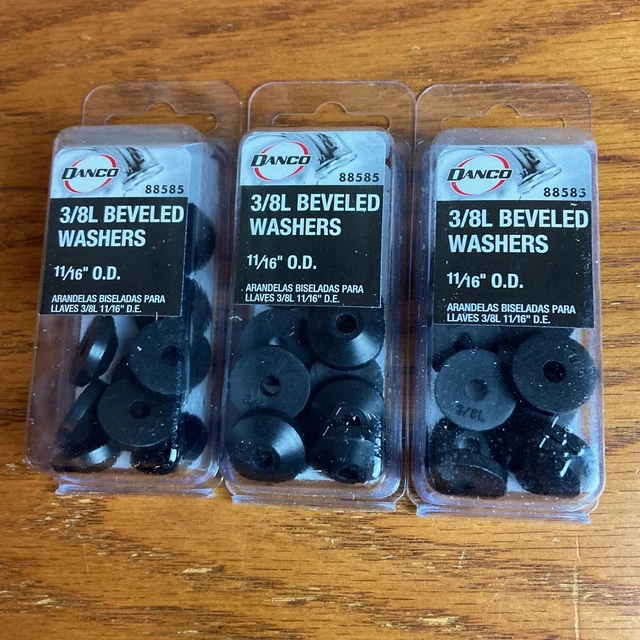 DANCO
88585
3/8L BEVELED
WASHERS
11/16" O.D.
ARANDELAS BISELADAS PARA
LLAVES 3/8L 11/16" D.E.
DANCO
88585
3/8L BEVELED
WASHERS
11/16" O.D.
ARANDELAS BISELADAS PARA
LLAVES 3/8L 11/16" D.E.
DANCO
88585
3/8L BEVELED
WASHERS
11/16" O.D.
ARANDELAS BISELADAS PARA
LLAVES 3/8L 11/16" D.E.
3/8L